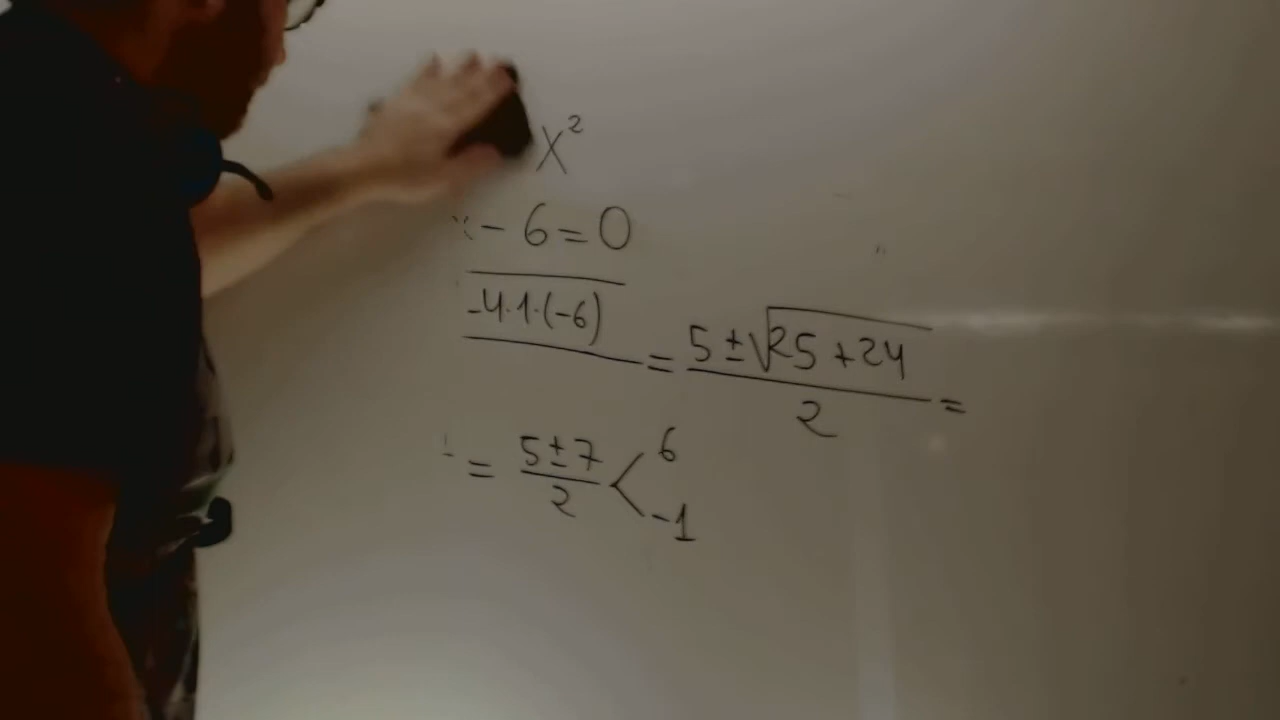 x²
- 6 = 0
-4·1·(-6)
= 5 ± √25 + 24 =
2
= 5 ± 7 < 6
2
-1